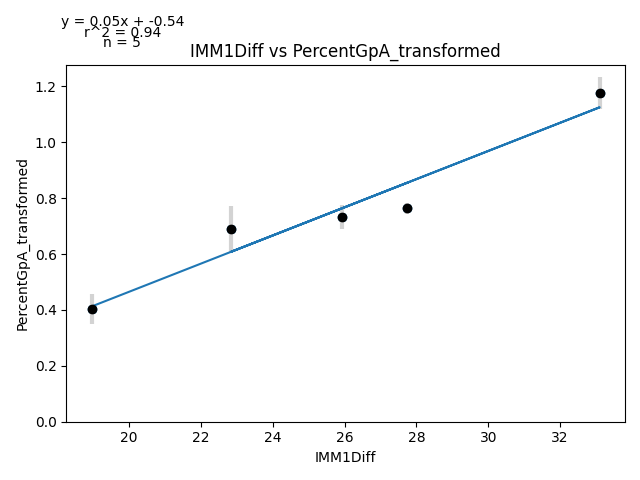 y = 0.05x + -0.54
r^2 = 0.94
n = 5
IMM1Diff vs PercentGpA_transformed
PercentGpA_transformed
1.2
1.0
0.8
0.6
0.4
0.2
0.0
20 22 24 26 28 30 32
IMM1Diff